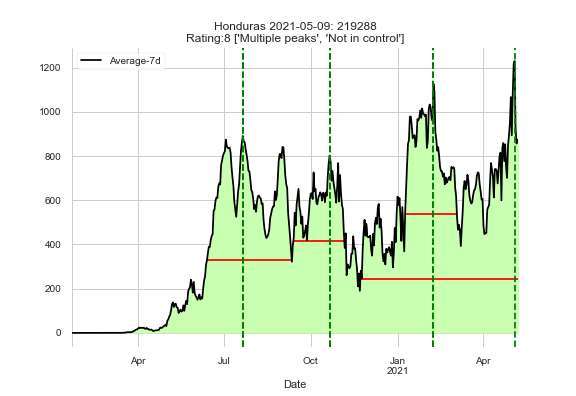 Honduras 2021-05-09: 219288
Rating:8 ['Multiple peaks', 'Not in control']
Average-7d
1200
1000
800
600
400
200
0
Apr
Jul
Oct
Jan
2021
Apr
Date